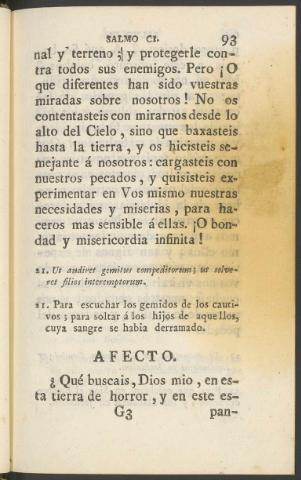 SALMO CI. 93
nal y terreno; y protegerle con-
tra todos sus enemigos. Pero ¡O
que diferentes han sido vuestras
miradas sobre nosotros! No os
contentasteis con mirarnos desde lo
alto del Cielo, sino que baxasteis
hasta la tierra, y os hicisteis se-
mejante á nosotros: cargasteis con
nuestros pecados, y quisisteis ex-
perimentar en Vos mismo nuestras
necesidades y miserias, para ha-
ceros mas sensible á ellas. ¡O bon-
dad y misericordia infinita!
21. Ut audiret gemitus compeditorum; ut solve-
ret filios interemptorum.
21. Para escuchar los gemidos de los cauti-
vos; para soltar á los hijos de aquellos,
cuya sangre se habia derramado.
AFECTO.
¿Qué buscais, Dios mio, en es-
ta tierra de horror, y en este es-
G3 pan-